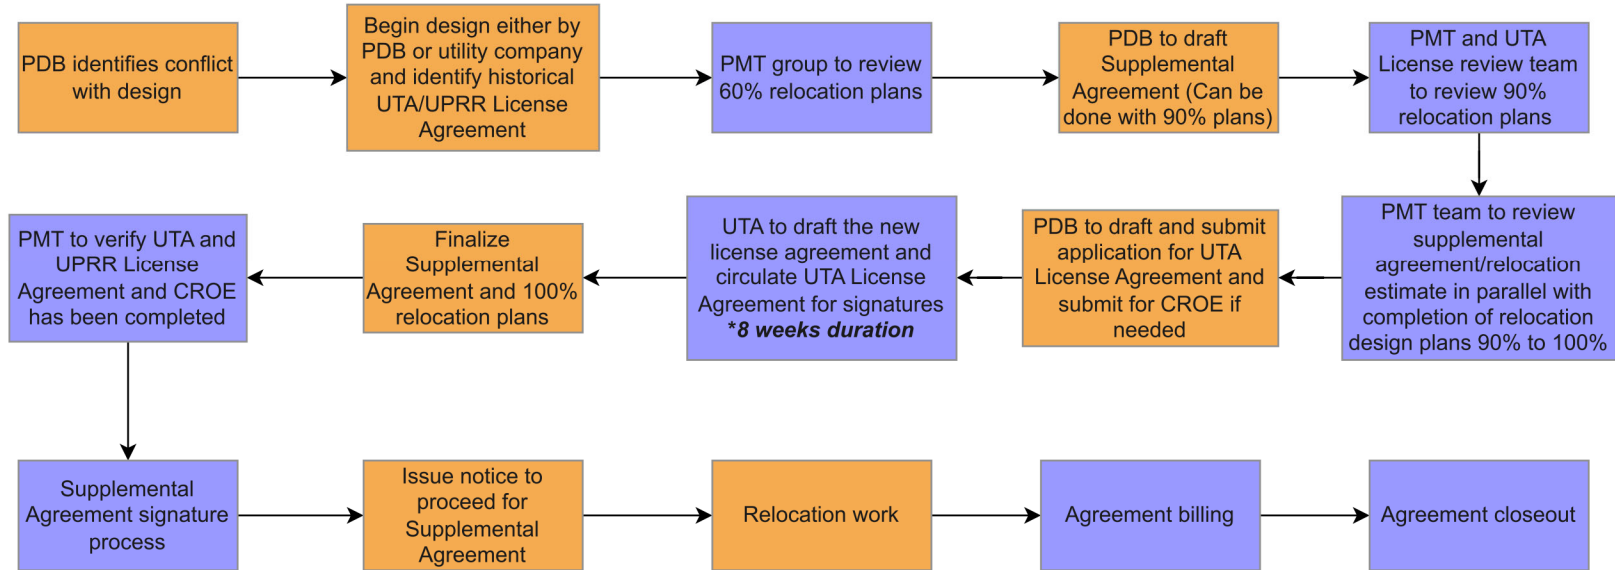 PDB identifies conflict
with design
Begin design either by
PDB or utility company
and identify historical
UTA/UPRR License
Agreement
PMT group to review
60% relocation plans
PDB to draft
Supplemental
Agreement (Can be
done with 90% plans)
PMT and UTA
License review team
to review 90%
relocation plans
PMT team to review
supplemental
agreement/relocation
estimate in parallel with
completion of relocation
design plans 90% to 100%
PDB to draft and submit
application for UTA
License Agreement and
submit for CROE if
needed
UTA to draft the new
license agreement and
circulate UTA License
Agreement for signatures
*8 weeks duration
Finalize
Supplemental
Agreement and 100%
relocation plans
PMT to verify UTA and
UPRR License
Agreement and CROE
has been completed
Supplemental
Agreement signature
process
Issue notice to
proceed for
Supplemental
Agreement
Relocation work
Agreement billing
Agreement closeout